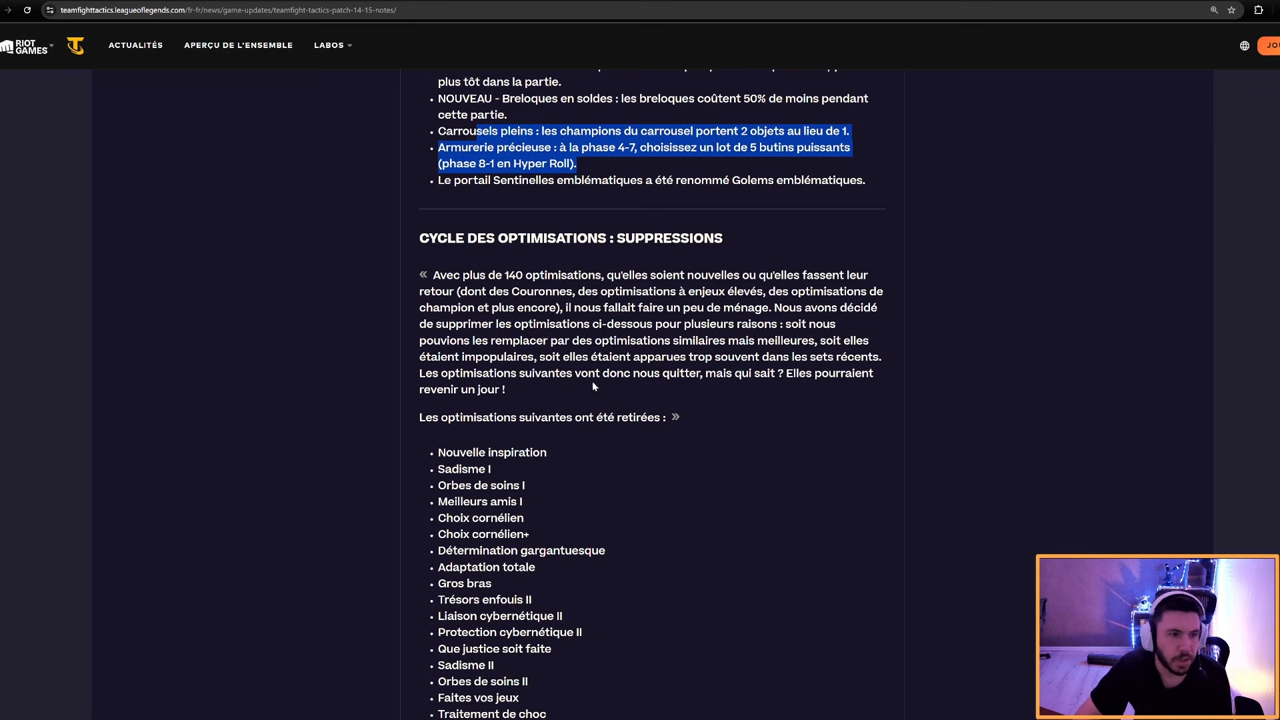 teamfighttactics.leagueoflegends.com/fr-fr/news/game-updates/teamfight-tactics-patch-14-15-notes/
RIOT GAMES
ACTUALITÉS
APERÇU DE L'ENSEMBLE
LABOS
JO
plus tôt dans la partie.
• NOUVEAU - Breloques en soldes : les breloques coûtent 50% de moins pendant
cette partie.
• Carrousels pleins : les champions du carrousel portent 2 objets au lieu de 1.
• Armurerie précieuse : à la phase 4-7, choisissez un lot de 5 butins puissants
(phase 8-1 en Hyper Roll).
• Le portail Sentinelles emblématiques a été renommé Golems emblématiques.
CYCLE DES OPTIMISATIONS : SUPPRESSIONS
« Avec plus de 140 optimisations, qu'elles soient nouvelles ou qu'elles fassent leur
retour (dont des Couronnes, des optimisations à enjeux élevés, des optimisations de
champion et plus encore), il nous fallait faire un peu de ménage. Nous avons décidé
de supprimer les optimisations ci-dessous pour plusieurs raisons : soit nous
pouvions les remplacer par des optimisations similaires mais meilleures, soit elles
étaient impopulaires, soit elles étaient apparues trop souvent dans les sets récents.
Les optimisations suivantes vont donc nous quitter, mais qui sait ? Elles pourraient
revenir un jour !
Les optimisations suivantes ont été retirées : »
• Nouvelle inspiration
• Sadisme I
• Orbes de soins I
• Meilleurs amis I
• Choix cornélien
• Choix cornélien+
• Détermination gargantuesque
• Adaptation totale
• Gros bras
• Trésors enfouis II
• Liaison cybernétique II
• Protection cybernétique II
• Que justice soit faite
• Sadisme II
• Orbes de soins II
• Faites vos jeux
• Traitement de choc